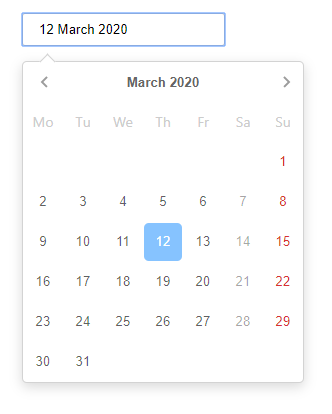 12 March 2020
March 2020
Mo Tu We Th Fr Sa Su
1
2 3 4 5 6 7 8
9 10 11 12 13 14 15
16 17 18 19 20 21 22
23 24 25 26 27 28 29
30 31